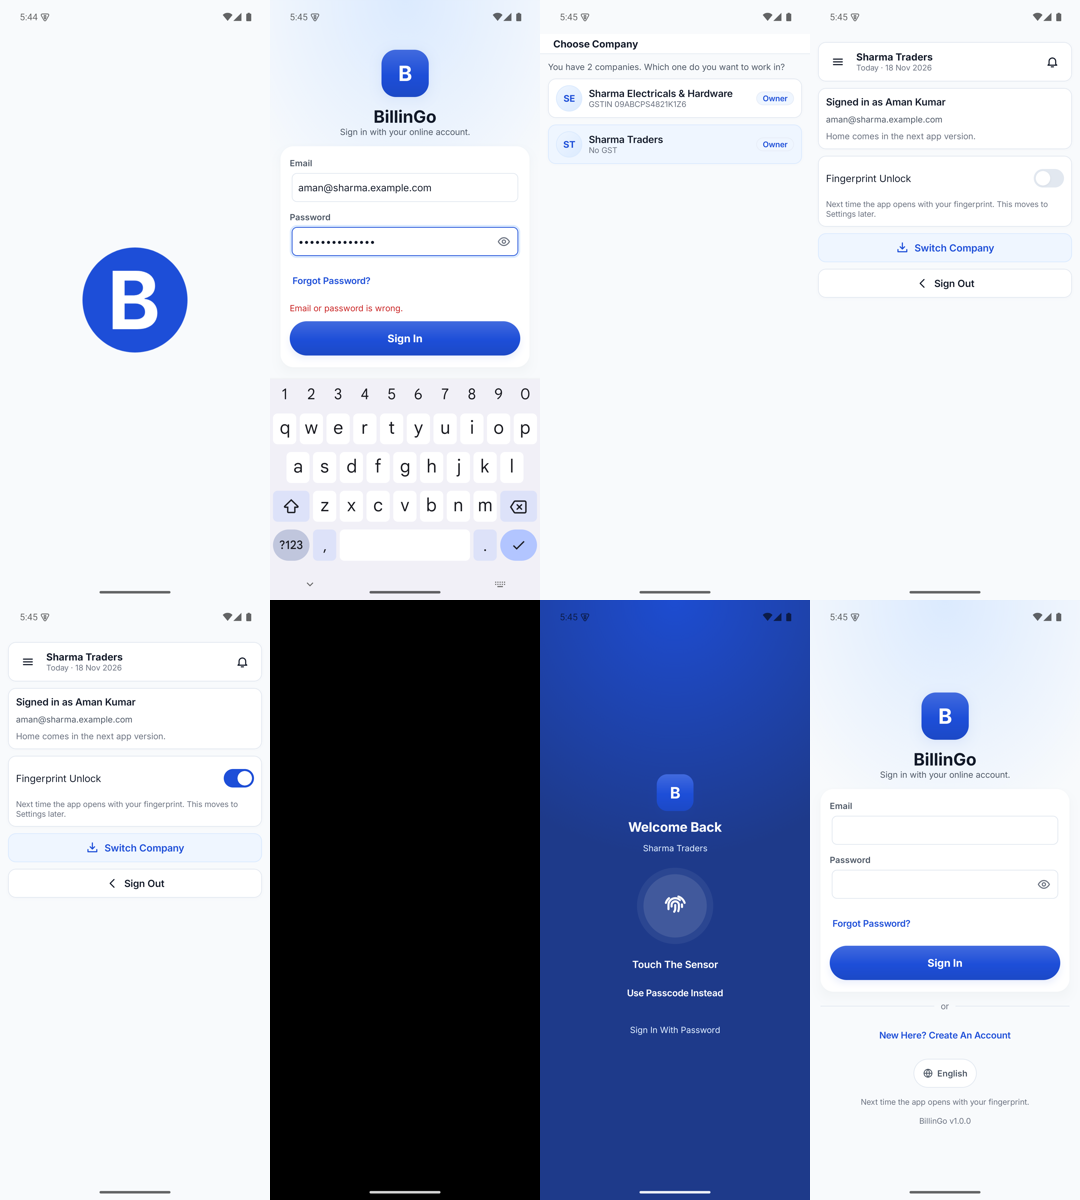 5:44
B
5:45
B
BillinGo
Sign in with your online account.
Email
aman@sharma.example.com
Password
••••••••••••••
Forgot Password?
Email or password is wrong.
Sign In
1 2 3 4 5 6 7 8 9 0
q w e r t y u i o p
a s d f g h j k l
z x c v b n m
?123 , .
5:45
Choose Company
You have 2 companies. Which one do you want to work in?
SE
Sharma Electricals & Hardware
GSTIN 09ABCPS4821K1Z6
Owner
ST
Sharma Traders
No GST
Owner
5:45
Sharma Traders
Today · 18 Nov 2026
Signed in as Aman Kumar
aman@sharma.example.com
Home comes in the next app version.
Fingerprint Unlock
Next time the app opens with your fingerprint. This moves to
Settings later.
Switch Company
Sign Out
5:45
Sharma Traders
Today · 18 Nov 2026
Signed in as Aman Kumar
aman@sharma.example.com
Home comes in the next app version.
Fingerprint Unlock
Next time the app opens with your fingerprint. This moves to
Settings later.
Switch Company
Sign Out
5:45
B
Welcome Back
Sharma Traders
Touch The Sensor
Use Passcode Instead
Sign In With Password
5:45
B
BillinGo
Sign in with your online account.
Email
Password
Forgot Password?
Sign In
or
New Here? Create An Account
English
Next time the app opens with your fingerprint.
BillinGo v1.0.0